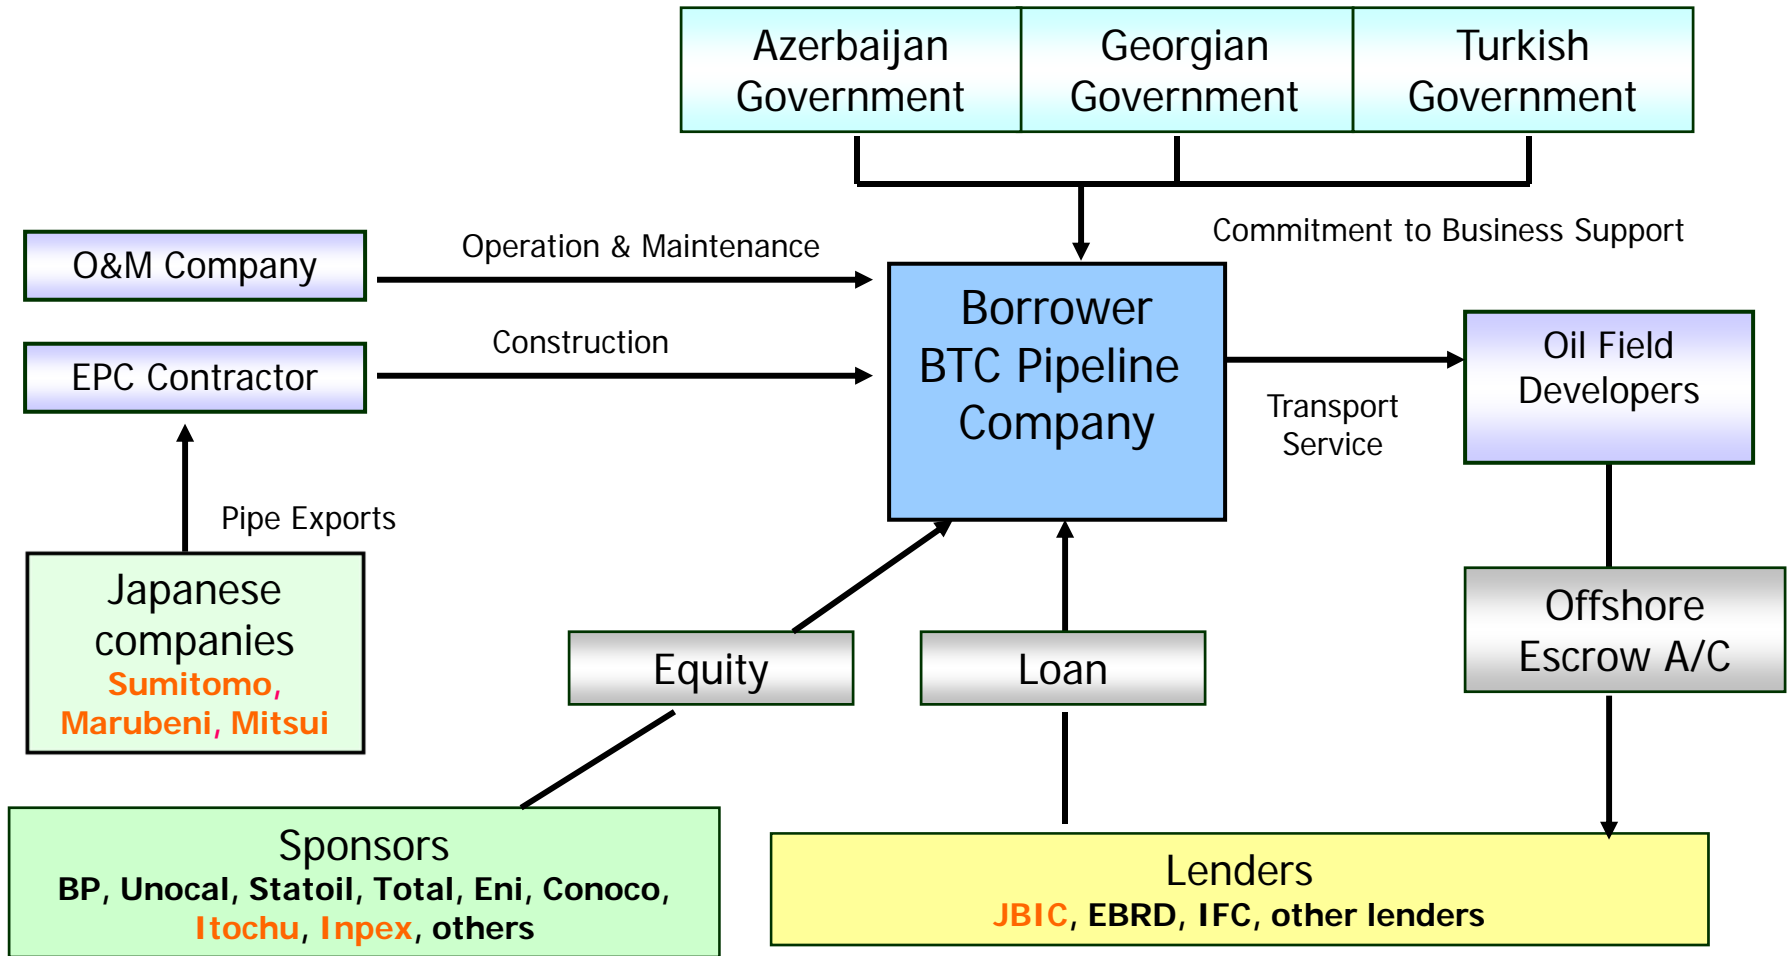 Azerbaijan
Government
Georgian
Government
Turkish
Government
Commitment to Business Support
O&M Company
Operation & Maintenance
EPC Contractor
Construction
Borrower
BTC Pipeline
Company
Transport
Service
Oil Field
Developers
Pipe Exports
Japanese
companies
Sumitomo,
Marubeni, Mitsui
Equity
Loan
Offshore
Escrow A/C
Sponsors
BP, Unocal, Statoil, Total, Eni, Conoco,
Itochu, Inpex, others
Lenders
JBIC, EBRD, IFC, other lenders